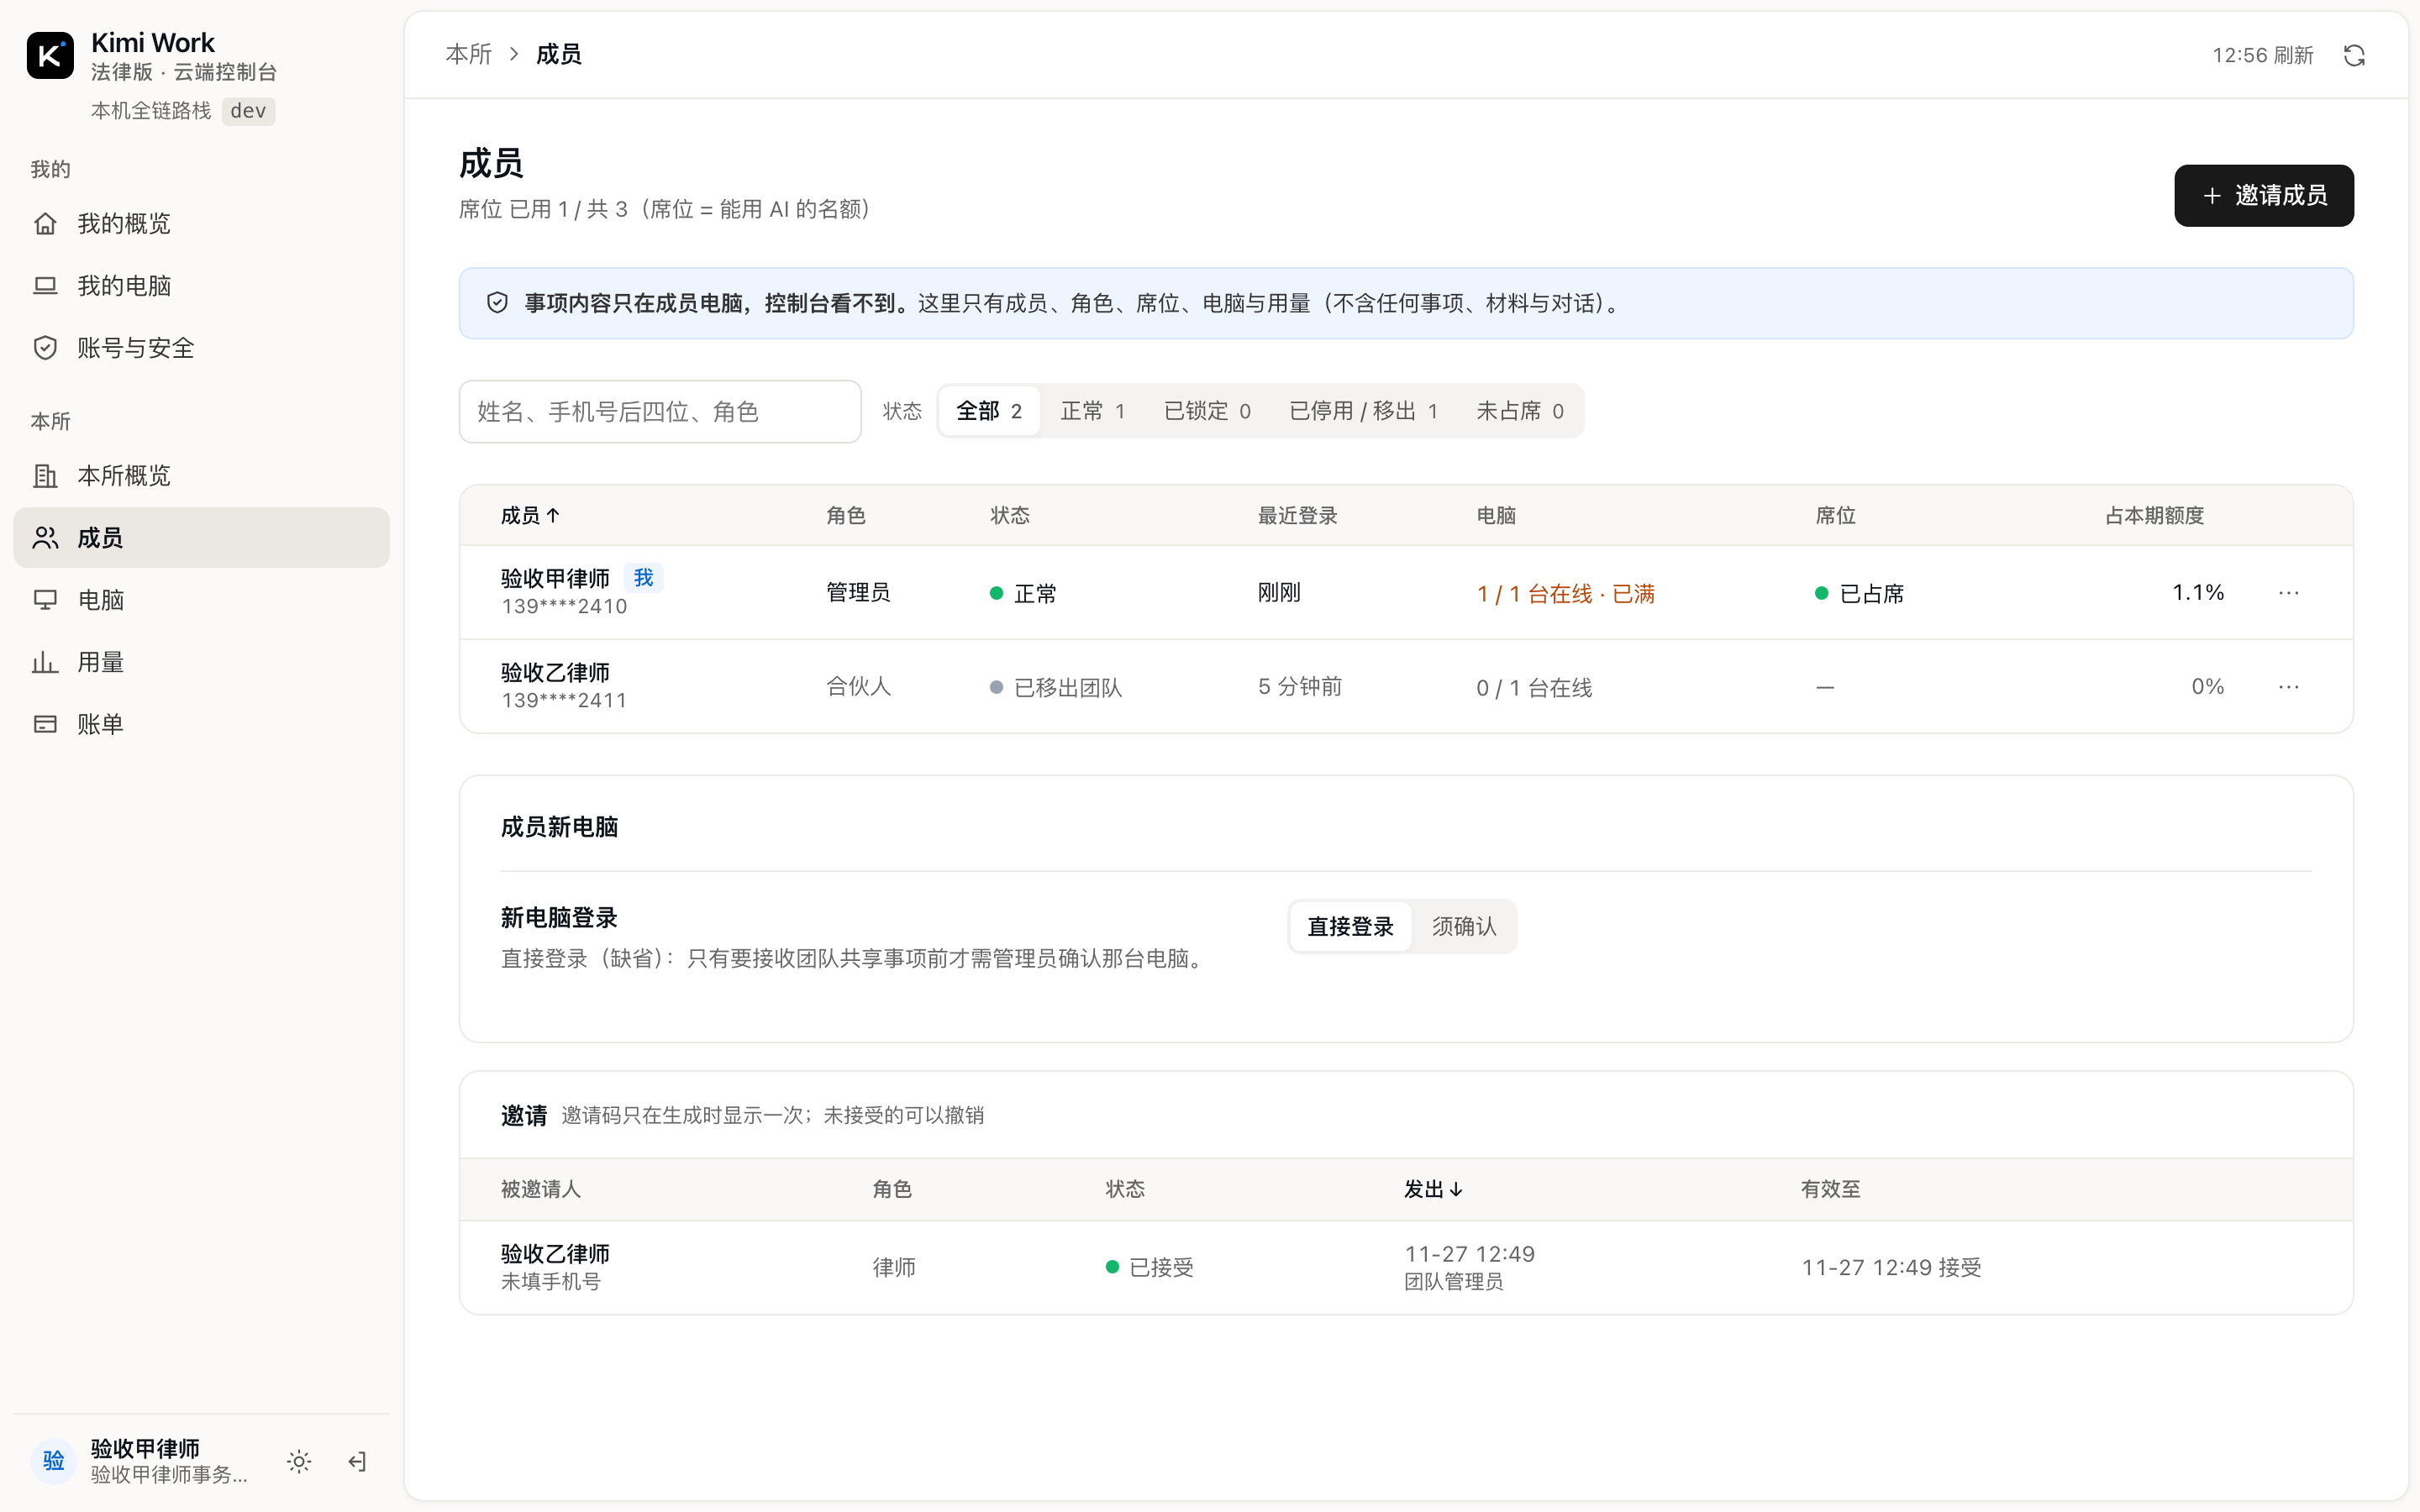 Kimi Work
法律版 · 云端控制台
本机全链路栈 dev
我的
我的概览
我的电脑
账号与安全
本所
本所概览
成员
电脑
用量
账单
验
验收甲律师
验收甲律师事务...
本所 > 成员
12:56 刷新
成员
席位 已用 1 / 共 3（席位 = 能用 AI 的名额）
+ 邀请成员
事项内容只在成员电脑，控制台看不到。这里只有成员、角色、席位、电脑与用量（不含任何事项、材料与对话）。
姓名、手机号后四位、角色
状态 全部 2 正常 1 已锁定 0 已停用 / 移出 1 未占席 0
成员 ↑ 角色 状态 最近登录 电脑 席位 占本期额度
验收甲律师 我 管理员 正常 刚刚 1 / 1 台在线 · 已满 已占席 1.1% ···
139****2410
验收乙律师 合伙人 已移出团队 5 分钟前 0 / 1 台在线 — 0% ···
139****2411
成员新电脑
新电脑登录
直接登录 须确认
直接登录（缺省）：只有要接收团队共享事项前才需管理员确认那台电脑。
邀请 邀请码只在生成时显示一次；未接受的可以撤销
被邀请人 角色 状态 发出 ↓ 有效至
验收乙律师 律师 已接受 11-27 12:49 11-27 12:49 接受
未填手机号 团队管理员